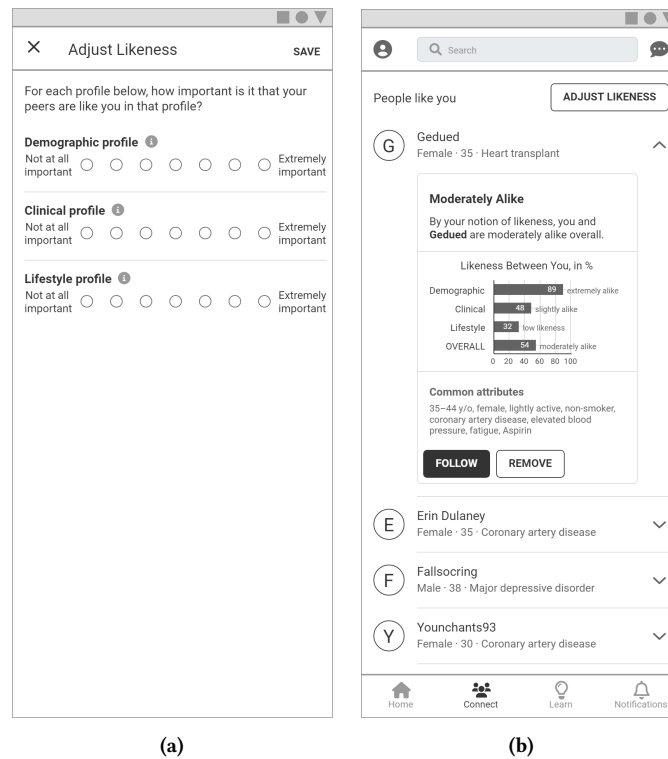 Adjust Likeness SAVE
For each profile below, how important is it that your
peers are like you in that profile?
Demographic profile
Not at all important Extremely important
Clinical profile
Not at all important Extremely important
Lifestyle profile
Not at all important Extremely important
(a)
Search
People like you ADJUST LIKENESS
G
Gedued
Female · 35 · Heart transplant
Moderately Alike
By your notion of likeness, you and
Gedued are moderately alike overall.
Likeness Between You, in %
Demographic 89 extremely alike
Clinical 48 slightly alike
Lifestyle 32 low likeness
OVERALL 54 moderately alike
0 20 40 60 80 100
Common attributes
35–44 y/o, female, lightly active, non-smoker,
coronary artery disease, elevated blood
pressure, fatigue, Aspirin
FOLLOW REMOVE
E
Erin Dulaney
Female · 35 · Coronary artery disease
F
Fallsocring
Male · 38 · Major depressive disorder
Y
Younchants93
Female · 30 · Coronary artery disease
Home Connect Learn Notifications
(b)